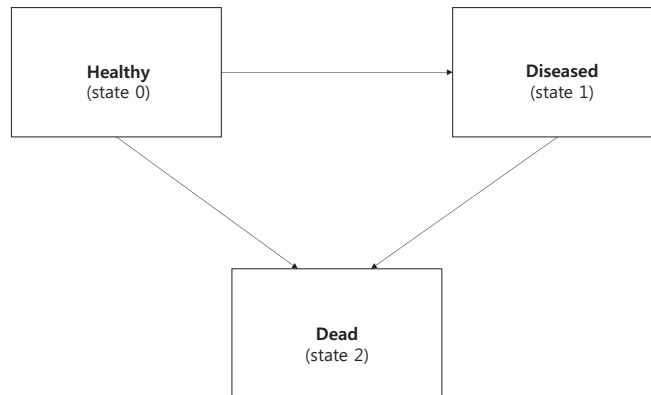 Healthy
(state 0)
Diseased
(state 1)
Dead
(state 2)